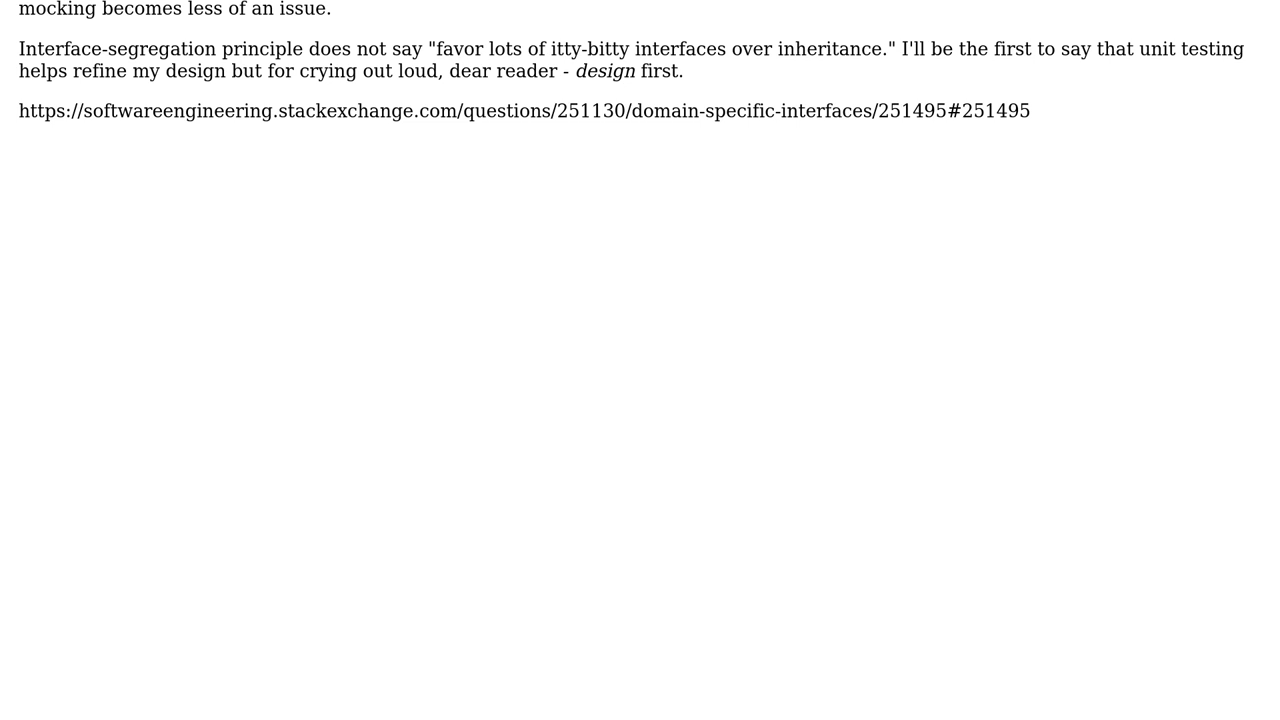 mocking becomes less of an issue.
Interface-segregation principle does not say "favor lots of itty-bitty interfaces over inheritance." I'll be the first to say that unit testing
helps refine my design but for crying out loud, dear reader - design first.
https://softwareengineering.stackexchange.com/questions/251130/domain-specific-interfaces/251495#251495